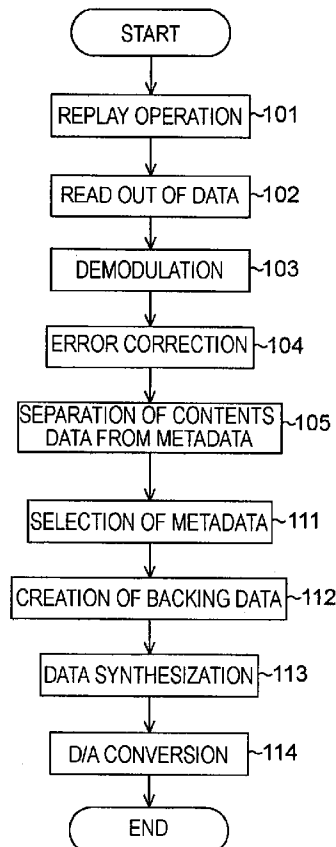 START
REPLAY OPERATION
101
READ OUT OF DATA
102
DEMODULATION
103
ERROR CORRECTION
104
SEPARATION OF CONTENTS
DATA FROM METADATA
105
SELECTION OF METADATA
111
CREATION OF BACKING DATA
112
DATA SYNTHESIZATION
113
D/A CONVERSION
114
END